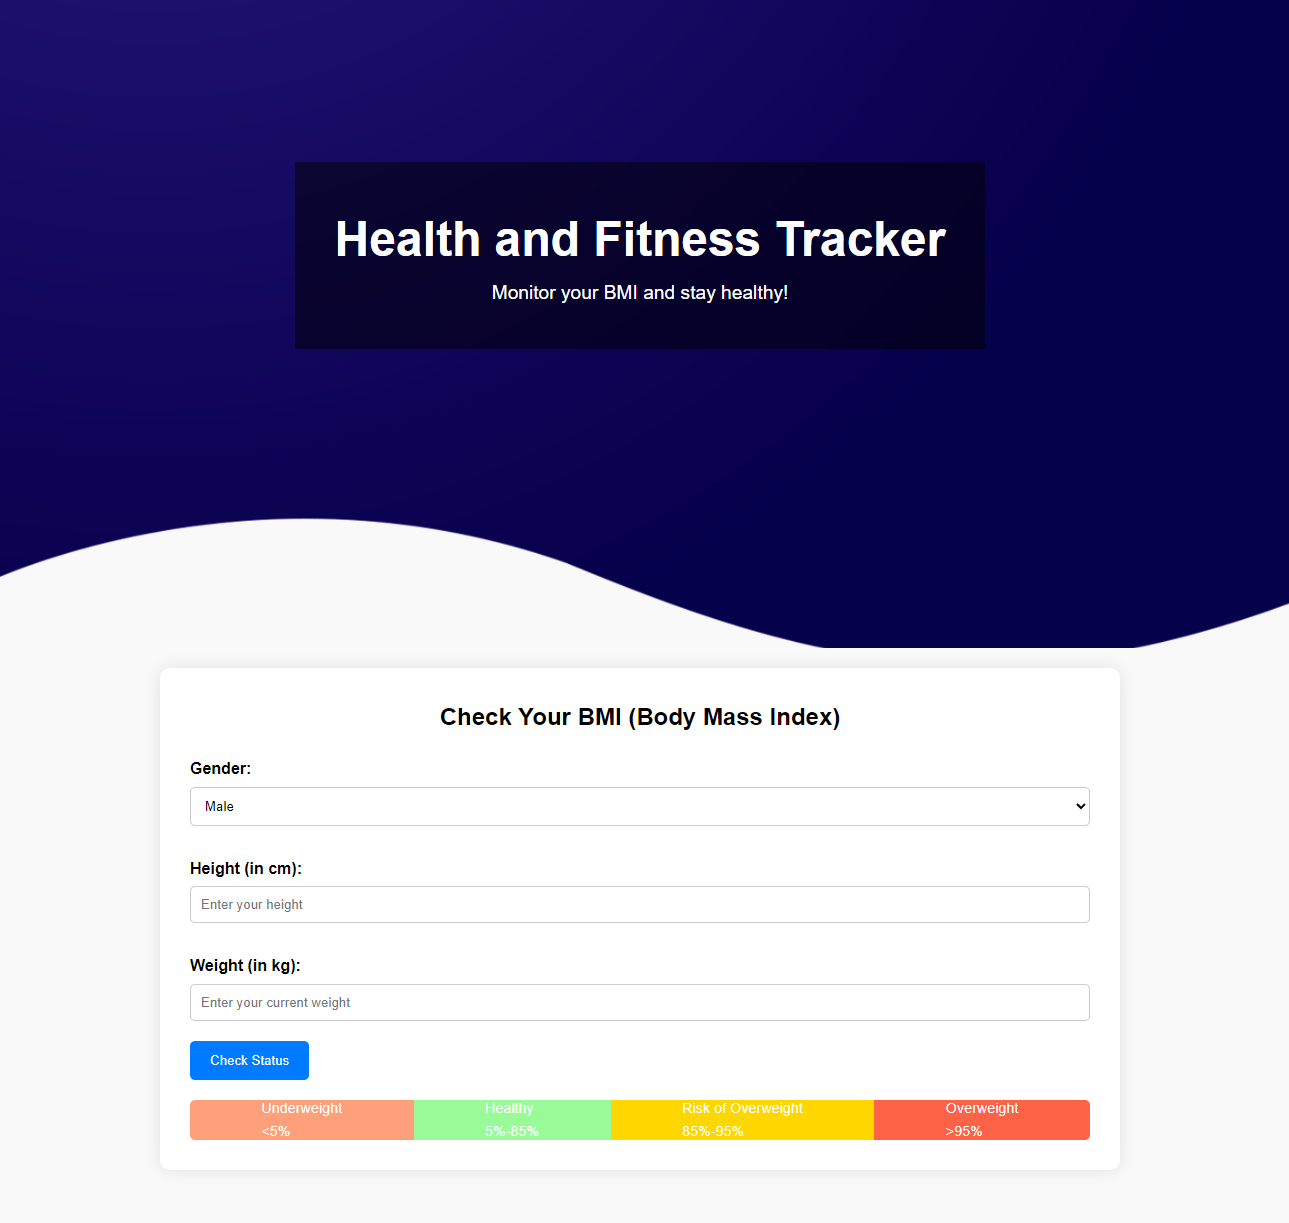 Health and Fitness Tracker
Monitor your BMI and stay healthy!
Check Your BMI (Body Mass Index)
Gender:
Male
Height (in cm):
Enter your height
Weight (in kg):
Enter your current weight
Check Status
Underweight Healthy Risk of Overweight Overweight
<5% 5%-85% 85%-95% >95%